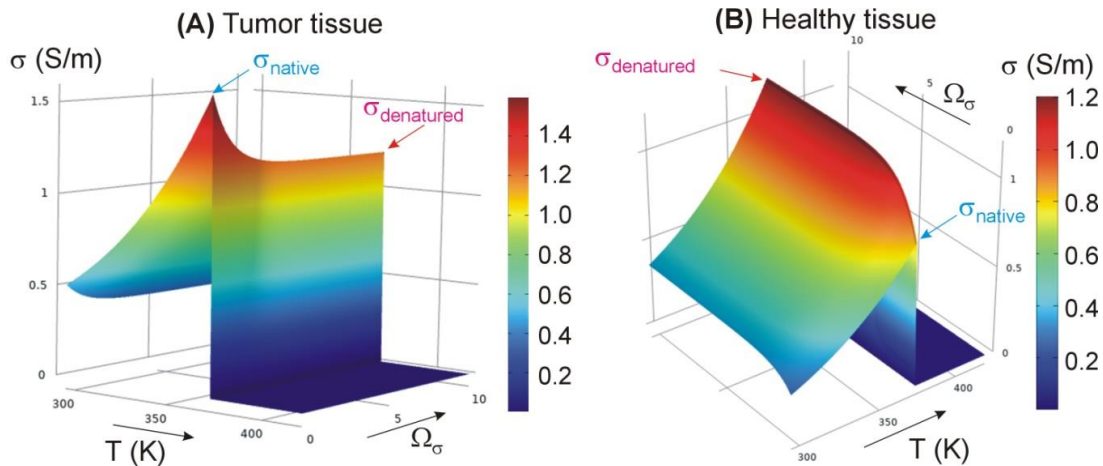 (A) Tumor tissue
σ (S/m)
σnative
σdenatured
1.5
1
0.5
0
300
350
400
T (K)
0
5
10
Ωσ
1.4
1.2
1.0
0.8
0.6
0.4
0.2
(B) Healthy tissue
σdenatured
10
5
0
Ωσ
σ (S/m)
σnative
1
0.5
0
300
350
400
T (K)
1.2
1.0
0.8
0.6
0.4
0.2